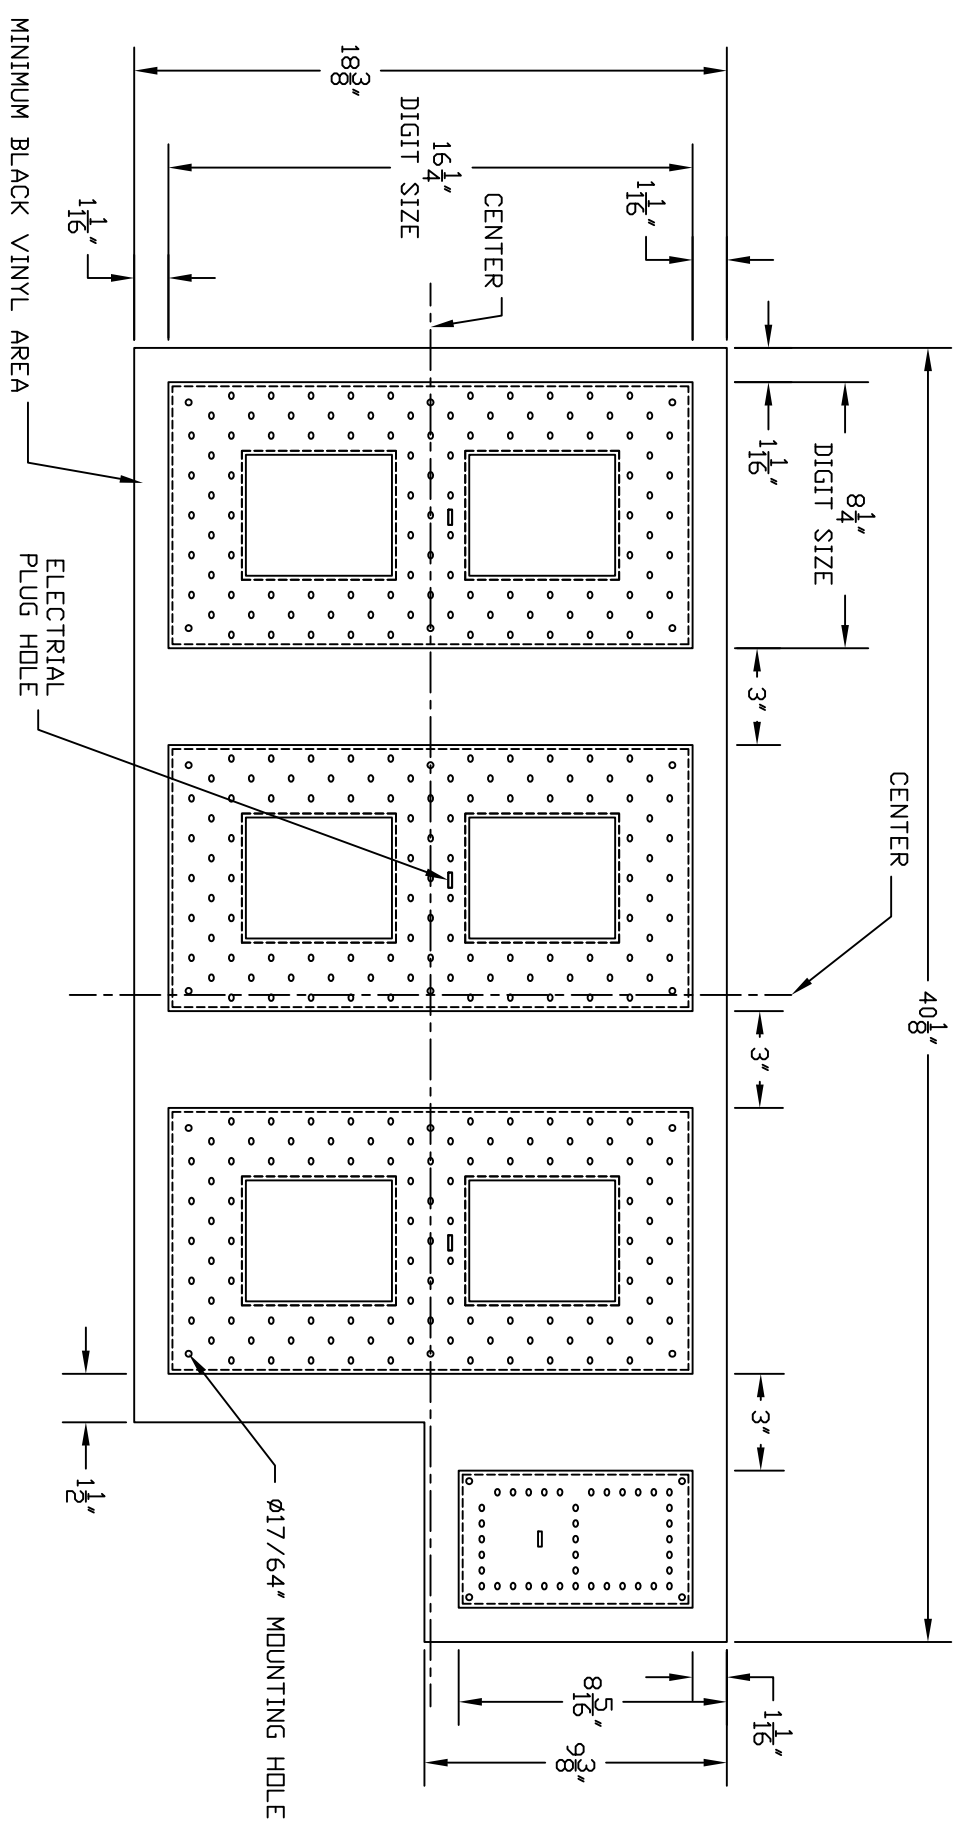 40 1/8"
1 1/16"
8 1/4"
DIGIT SIZE
3"
CENTER
3"
3"
1 1/16"
8 5/16"
9 3/8"
18 3/8"
16 1/4"
DIGIT SIZE
CENTER
1 1/16"
1 1/16"
MINIMUM BLACK VINYL AREA
ELECTRIAL
PLUG HOLE
1 1/2"
Ø17/64" MOUNTING HOLE